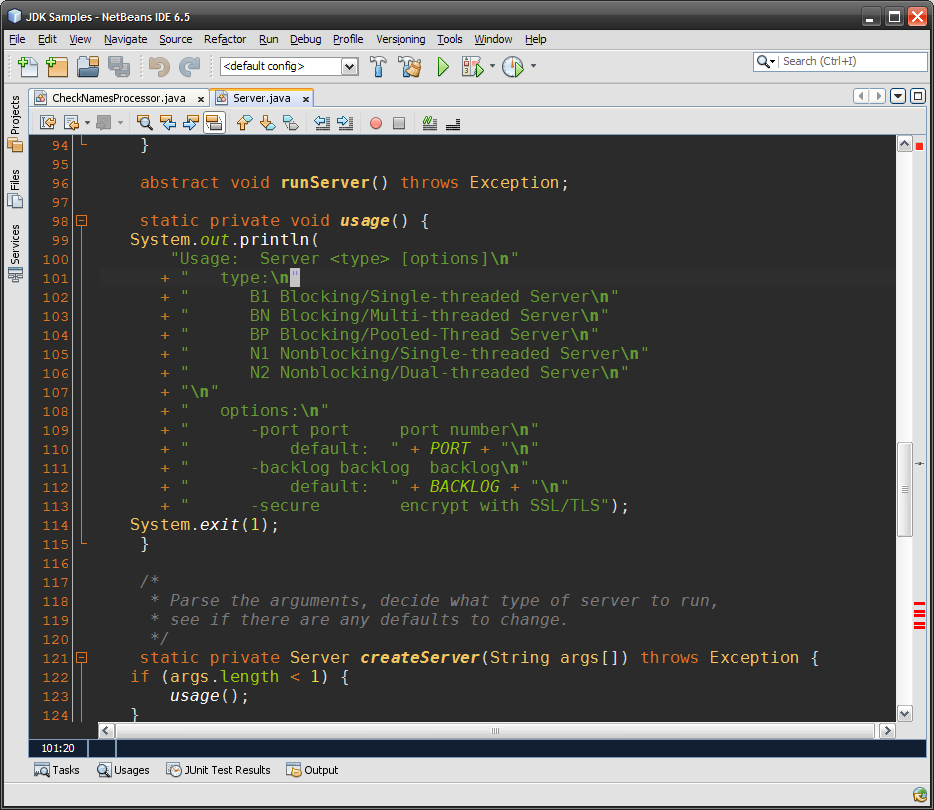 JDK Samples - NetBeans IDE 6.5
File Edit View Navigate Source Refactor Run Debug Profile Versioning Tools Window Help
<default config> Search (Ctrl+I)
Projects
Files
Services
CheckNamesProcessor.java x Server.java x
94 }
95
96 abstract void runServer() throws Exception;
97
98 static private void usage() {
99 System.out.println(
100 "Usage:  Server <type> [options]\n"
101 + "   type:\n"
102 + "      B1 Blocking/Single-threaded Server\n"
103 + "      BN Blocking/Multi-threaded Server\n"
104 + "      BP Blocking/Pooled-Thread Server\n"
105 + "      N1 Nonblocking/Single-threaded Server\n"
106 + "      N2 Nonblocking/Dual-threaded Server\n"
107 + "\n"
108 + "   options:\n"
109 + "      -port port     port number\n"
110 + "          default:  " + PORT + "\n"
111 + "      -backlog backlog  backlog\n"
112 + "          default:  " + BACKLOG + "\n"
113 + "      -secure        encrypt with SSL/TLS");
114 System.exit(1);
115 }
116
117 /*
118 * Parse the arguments, decide what type of server to run,
119 * see if there are any defaults to change.
120 */
121 static private Server createServer(String args[]) throws Exception {
122 if (args.length < 1) {
123 usage();
124 }
101:20
Tasks Usages JUnit Test Results Output